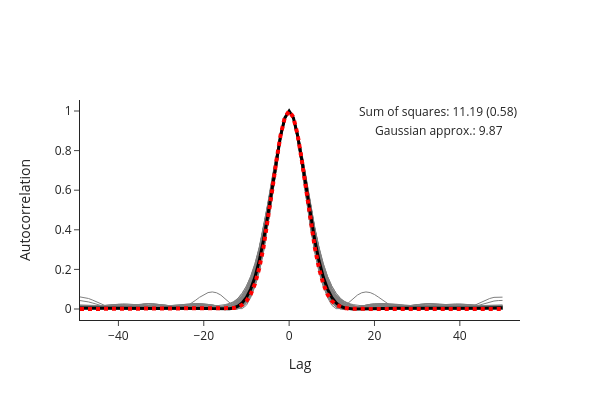 Sum of squares: 11.19 (0.58)
Gaussian approx.: 9.87
1
0.8
0.6
0.4
0.2
0
Autocorrelation
−40
−20
0
20
40
Lag